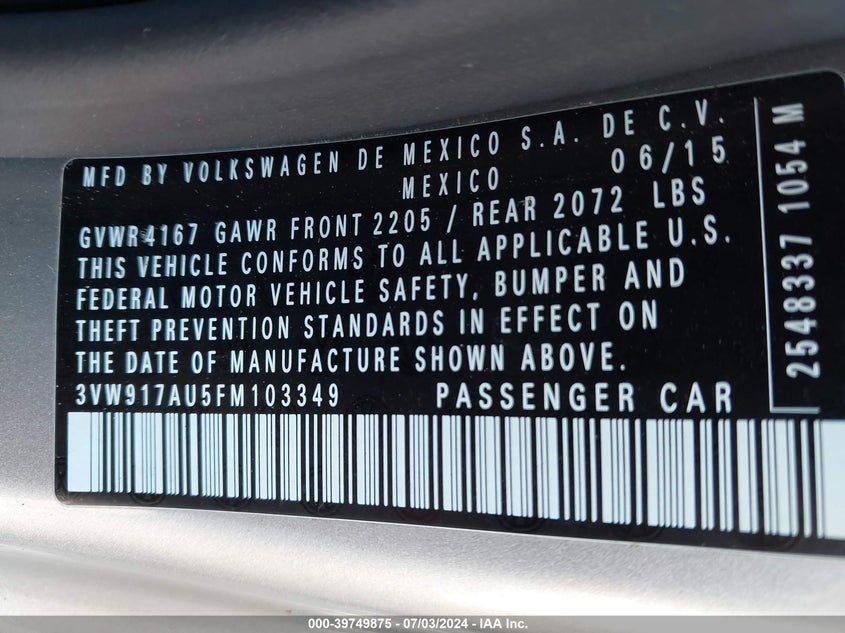 MFD BY VOLKSWAGEN DE MEXICO S.A. DE C.V.
MEXICO 06/15
GVWR 4167 GAWR FRONT 2205 / REAR 2072 LBS
THIS VEHICLE CONFORMS TO ALL APPLICABLE U.S.
FEDERAL MOTOR VEHICLE SAFETY, BUMPER AND
THEFT PREVENTION STANDARDS IN EFFECT ON
THE DATE OF MANUFACTURE SHOWN ABOVE.
3VW917AU5FM103349 PASSENGER CAR
2548337 1054 M
000-39749875 - 07/03/2024 - IAA Inc.